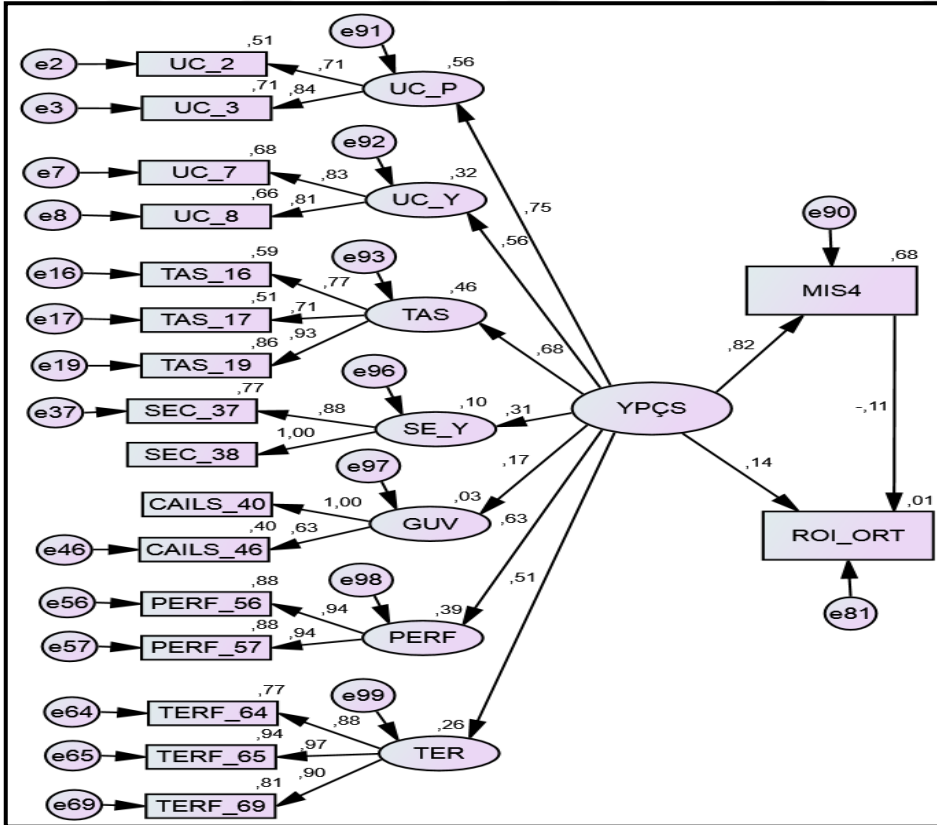 e91
,51
,56
e2
UC_2
,71
UC_P
,71
,84
e3
UC_3
e92
,68
,32
e7
UC_7
,83
UC_Y
,66
,81
e8
UC_8
,75
,56
e90
,59
e93
e16
TAS_16
,77
,46
,68
MIS4
,51
,71
TAS
e17
TAS_17
,86
,93
e19
TAS_19
,68
,82
e96
,77
,10
,31
YPÇS
e37
SEC_37
,88
SE_Y
1,00
SEC_38
e97
,17
-,11
,14
CAILS_40
1,00
,03
,63
,01
GUV
,40
,63
e46
CAILS_46
ROI_ORT
e98
,51
,88
e56
PERF_56
,94
,39
e81
,88
,94
PERF
e57
PERF_57
e99
,77
e64
TERF_64
,88
,26
,94
,97
TER
e65
TERF_65
,90
,81
e69
TERF_69